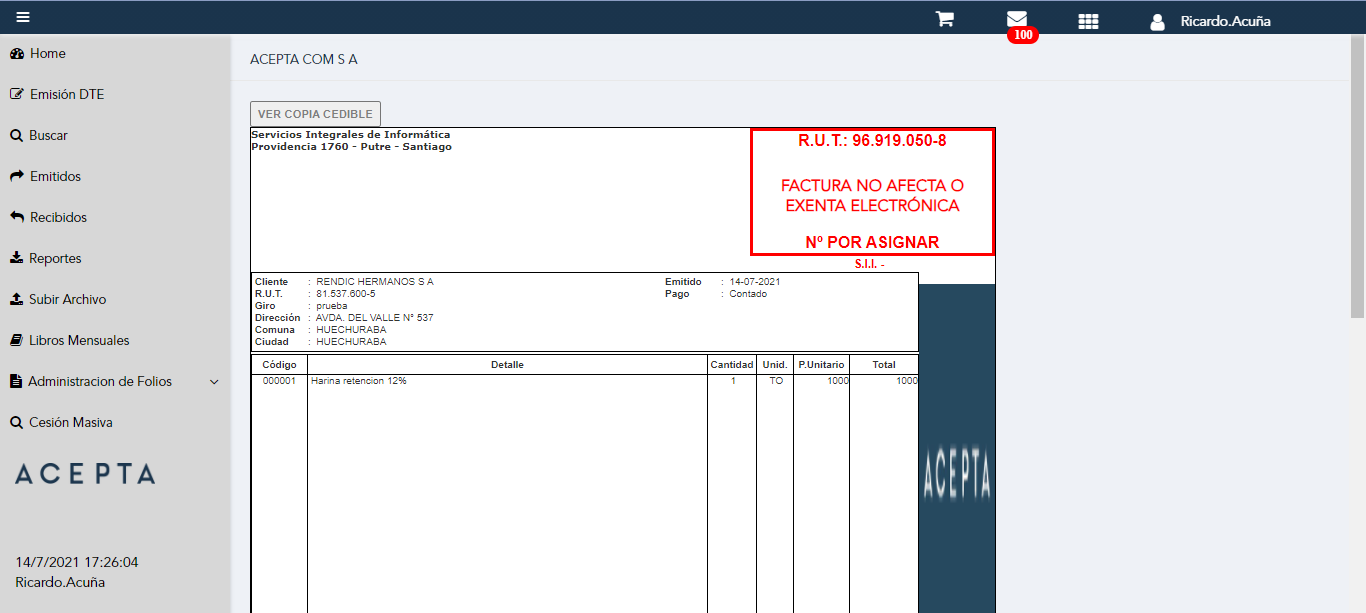 Ricardo.Acuña
100
Home
Emisión DTE
Buscar
Emitidos
Recibidos
Reportes
Subir Archivo
Libros Mensuales
Administracion de Folios
Cesión Masiva
ACEPTA
14/7/2021 17:26:04
Ricardo.Acuña
ACEPTA COM S A
VER COPIA CEDIBLE
Servicios Integrales de Informática
Providencia 1760 - Putre - Santiago
R.U.T.: 96.919.050-8
FACTURA NO AFECTA O
EXENTA ELECTRÓNICA
Nº POR ASIGNAR
S.I.I. -
Cliente : RENDIC HERMANOS S A Emitido : 14-07-2021
R.U.T. : 81.537.600-5 Pago : Contado
Giro : prueba
Dirección : AVDA. DEL VALLE N° 537
Comuna : HUECHURABA
Ciudad : HUECHURABA
Código Detalle Cantidad Unid. P.Unitario Total
000001 Harina retencion 12% 1 TO 1000 1000
ACEPTA